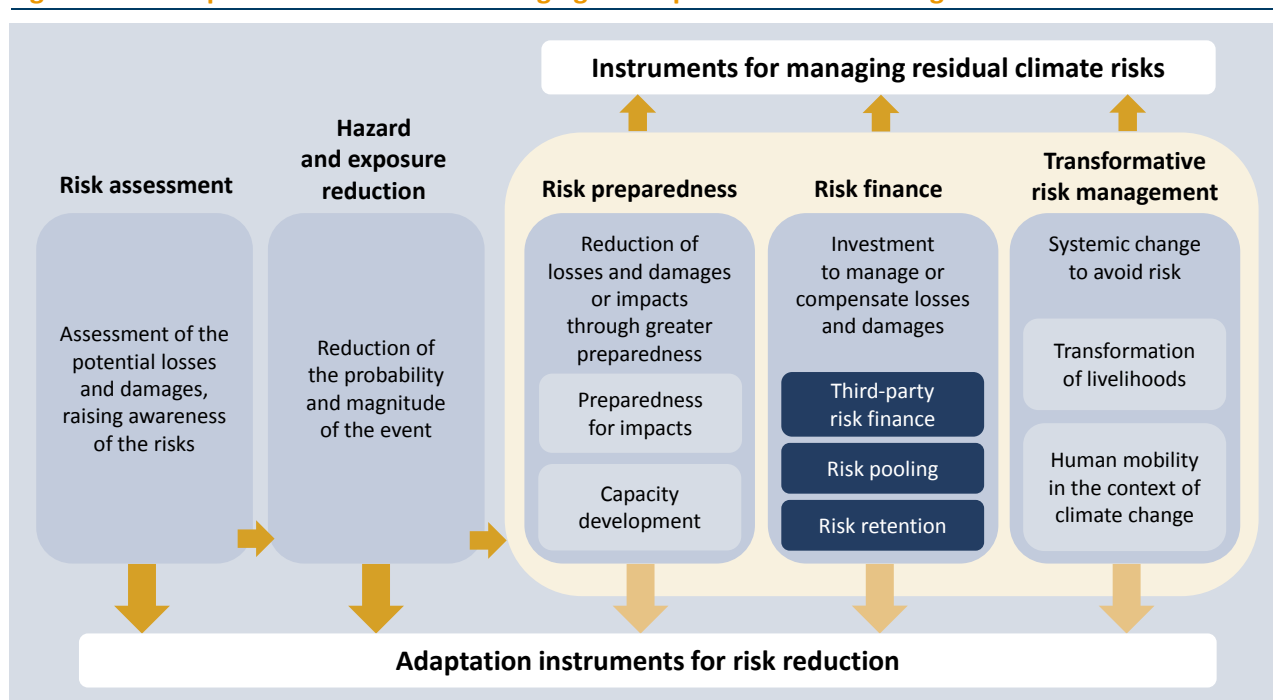 Instruments for managing residual climate risks
Risk assessment
Hazard
and exposure
reduction
Risk preparedness
Risk finance
Transformative
risk management
Assessment of the
potential losses
and damages,
raising awareness
of the risks
Reduction of
the probability
and magnitude
of the event
Reduction of
losses and damages
or impacts
through greater
preparedness
Preparedness
for impacts
Capacity
development
Investment
to manage or
compensate losses
and damages
Third-party
risk finance
Risk pooling
Risk retention
Systemic change
to avoid risk
Transformation
of livelihoods
Human mobility
in the context of
climate change
Adaptation instruments for risk reduction